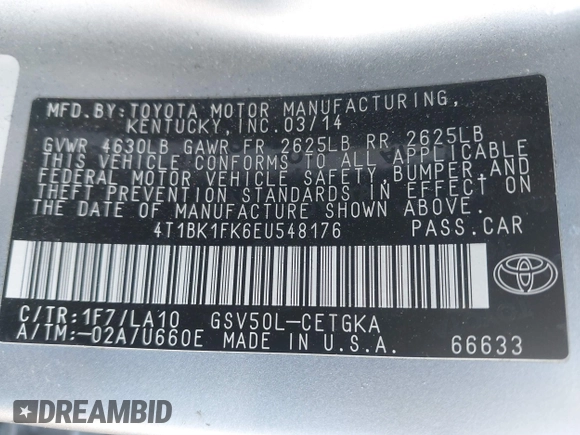 MFD.BY:TOYOTA MOTOR MANUFACTURING,
KENTUCKY, INC. 03/14
GVWR 4630LB GAWR FR 2625LB RR 2625LB
THIS VEHICLE CONFORMS TO ALL APPLICABLE
FEDERAL MOTOR VEHICLE SAFETY, BUMPER,AND
THEFT PREVENTION STANDARDS IN EFFECT ON
THE DATE OF MANUFACTURE SHOWN ABOVE.
4T1BK1FK6EU548176 PASS.CAR
C/TR:1F7/LA10 GSV50L-CETGKA
A/TM:-02A/U660E MADE IN U.S.A. 66633
TOYOTA
DREAMBID